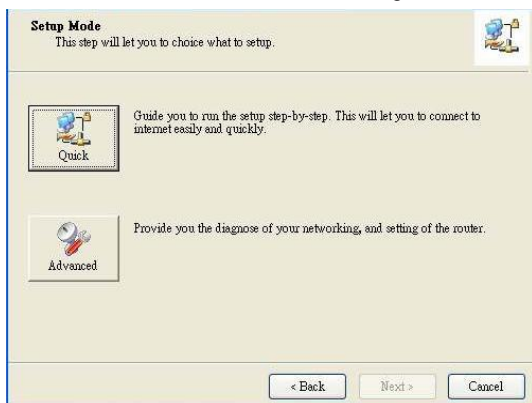 Setup Mode
This step will let you to choice what to setup.
Quick
Guide you to run the setup step-by-step. This will let you to connect to
internet easily and quickly.
Advanced
Provide you the diagnose of your networking, and setting of the router.
< Back
Next >
Cancel